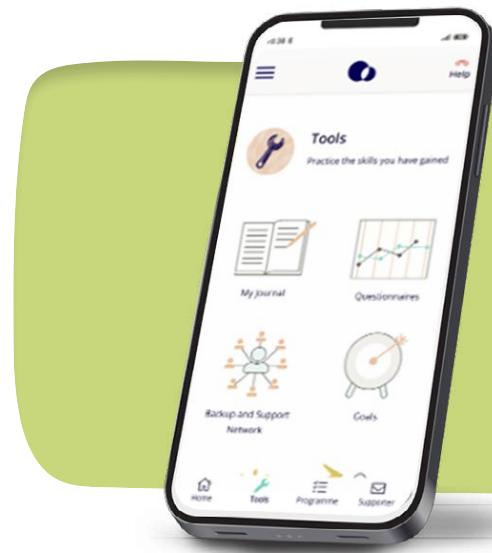 Help
Tools
Practice the skills you have gained
My Journal
Questionnaires
Backup and Support
Network
Goals
Home
Tools
Programme
Supporter